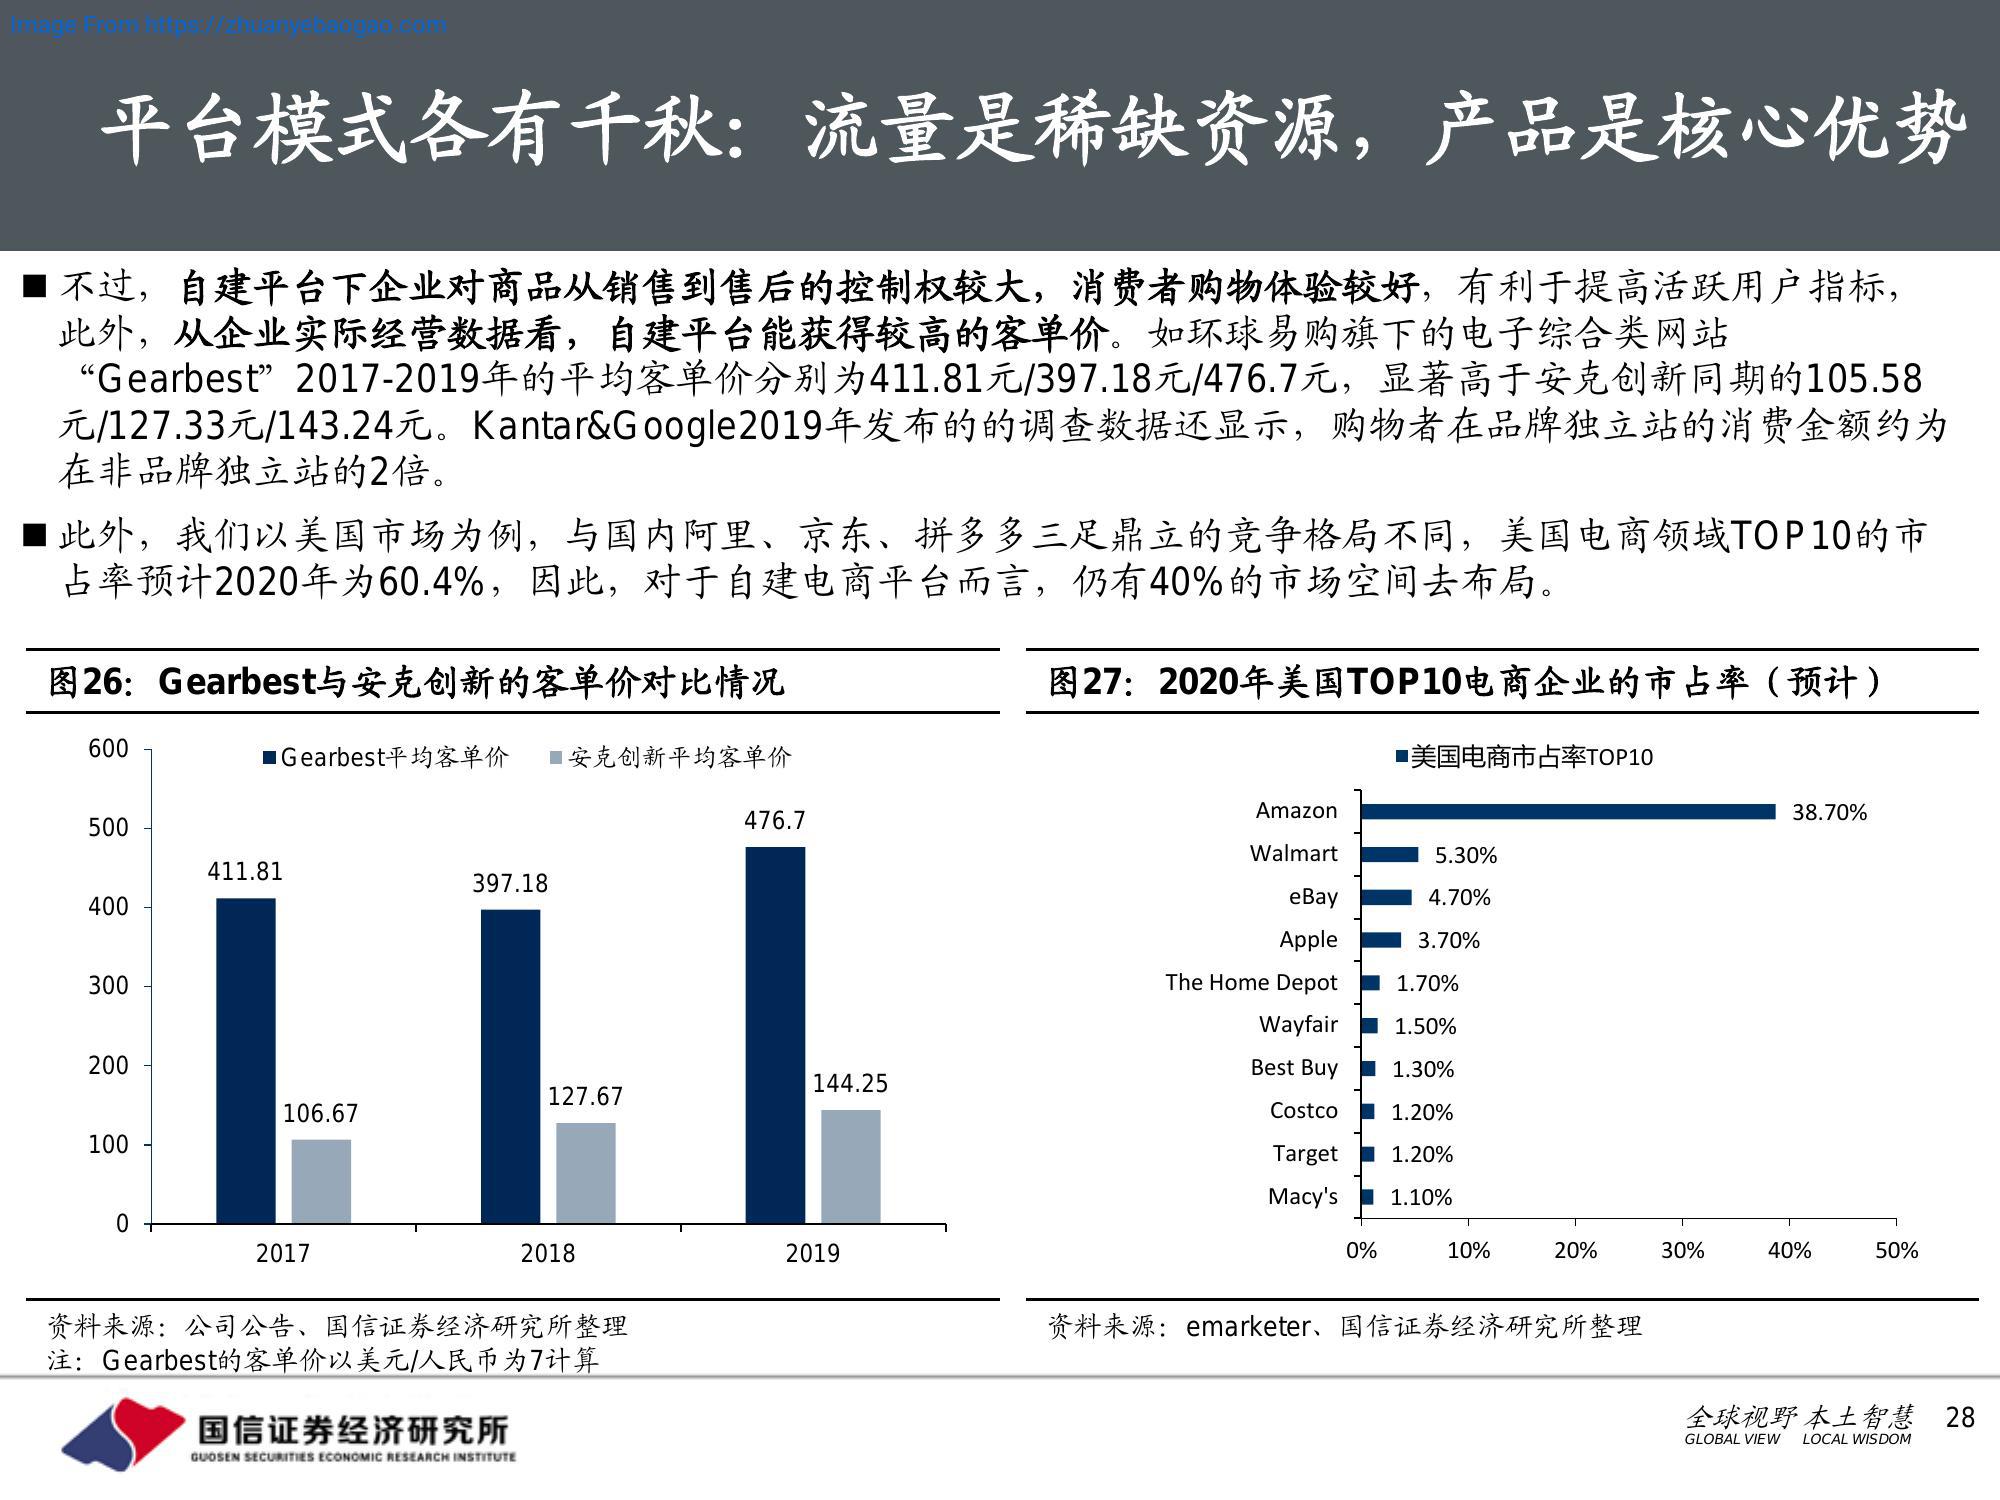 Image From https://zhuanyebaogao.com
平台模式各有千秋：流量是稀缺资源，产品是核心优势
■ 不过，自建平台下企业对商品从销售到售后的控制权较大，消费者购物体验较好，有利于提高活跃用户指标，
此外，从企业实际经营数据看，自建平台能获得较高的客单价。如环球易购旗下的电子综合类网站
“Gearbest”2017-2019年的平均客单价分别为411.81元/397.18元/476.7元，显著高于安克创新同期的105.58
元/127.33元/143.24元。Kantar&Google2019年发布的的调查数据还显示，购物者在品牌独立站的消费金额约为
在非品牌独立站的2倍。
■ 此外，我们以美国市场为例，与国内阿里、京东、拼多多三足鼎立的竞争格局不同，美国电商领域TOP10的市
占率预计2020年为60.4%，因此，对于自建电商平台而言，仍有40%的市场空间去布局。
图26：Gearbest与安克创新的客单价对比情况
Gearbest平均客单价 安克创新平均客单价
600
500
400
300
200
100
0
411.81
106.67
397.18
127.67
476.7
144.25
2017 2018 2019
资料来源：公司公告、国信证券经济研究所整理
注：Gearbest的客单价以美元/人民币为7计算
图27：2020年美国TOP10电商企业的市占率（预计）
美国电商市占率TOP10
Amazon 38.70%
Walmart 5.30%
eBay 4.70%
Apple 3.70%
The Home Depot 1.70%
Wayfair 1.50%
Best Buy 1.30%
Costco 1.20%
Target 1.20%
Macy's 1.10%
0% 10% 20% 30% 40% 50%
资料来源：emarketer、国信证券经济研究所整理
国信证券经济研究所
GUOSEN SECURITIES ECONOMIC RESEARCH INSTITUTE
全球视野 本土智慧
GLOBAL VIEW LOCAL WISDOM
28